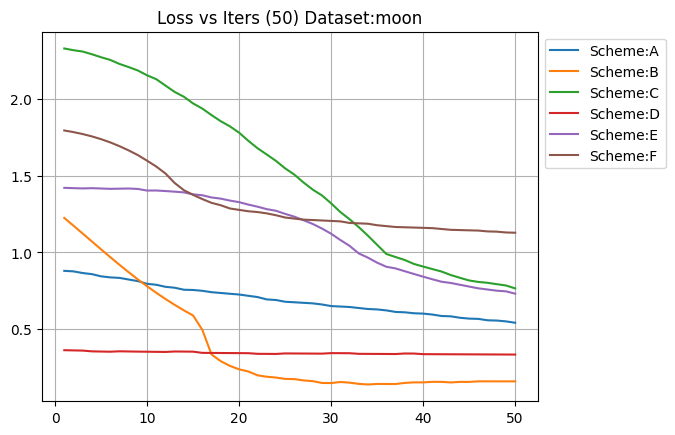 Loss vs Iters (50) Dataset:moon
Scheme:A
Scheme:B
Scheme:C
Scheme:D
Scheme:E
Scheme:F
2.0
1.5
1.0
0.5
0 10 20 30 40 50